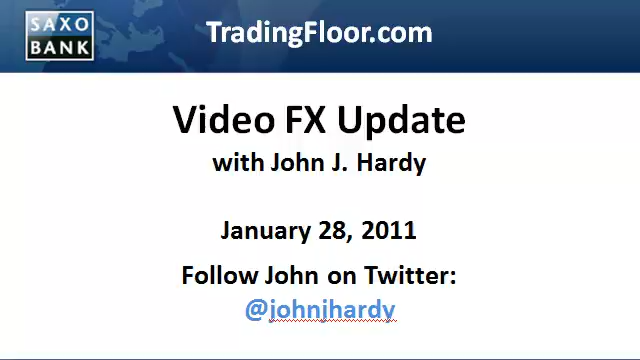 SAXO
BANK
TradingFloor.com
Video FX Update
with John J. Hardy
January 28, 2011
Follow John on Twitter:
@johnjhardy